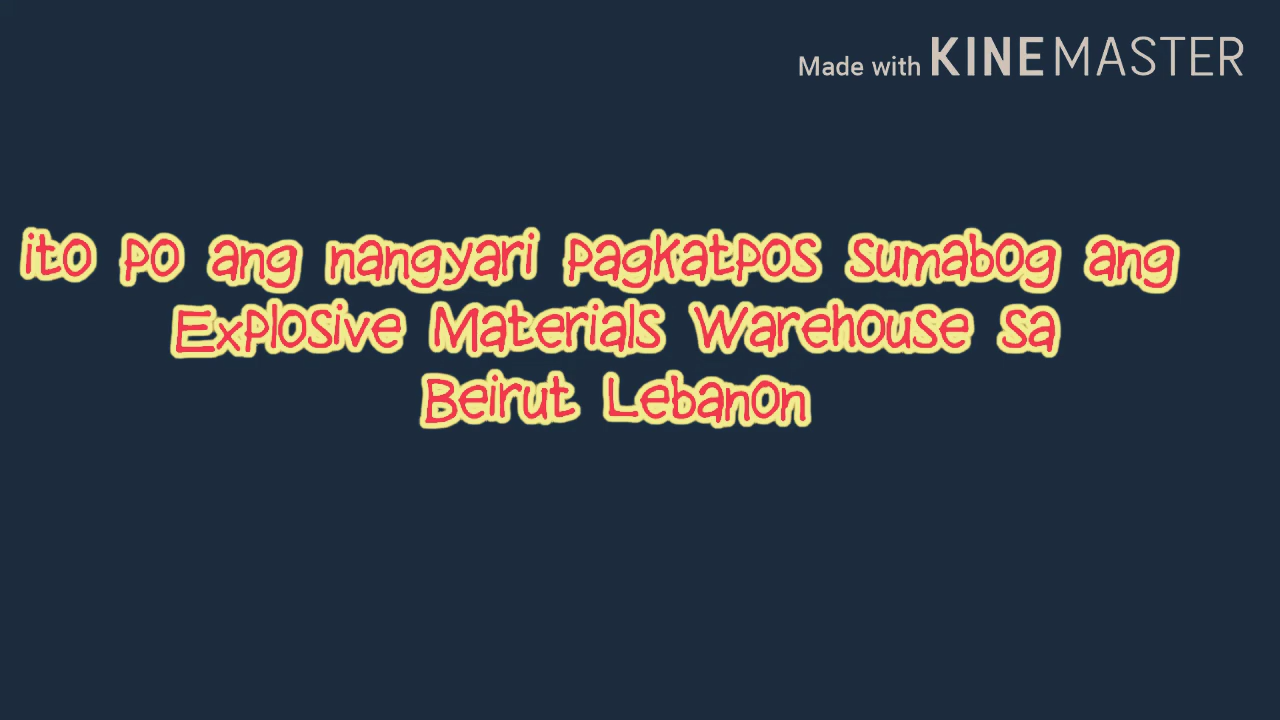 Made with KINEMASTER
ito po ang nangyari pagkatpos sumabog ang
Explosive Materials Warehouse sa
Beirut Lebanon